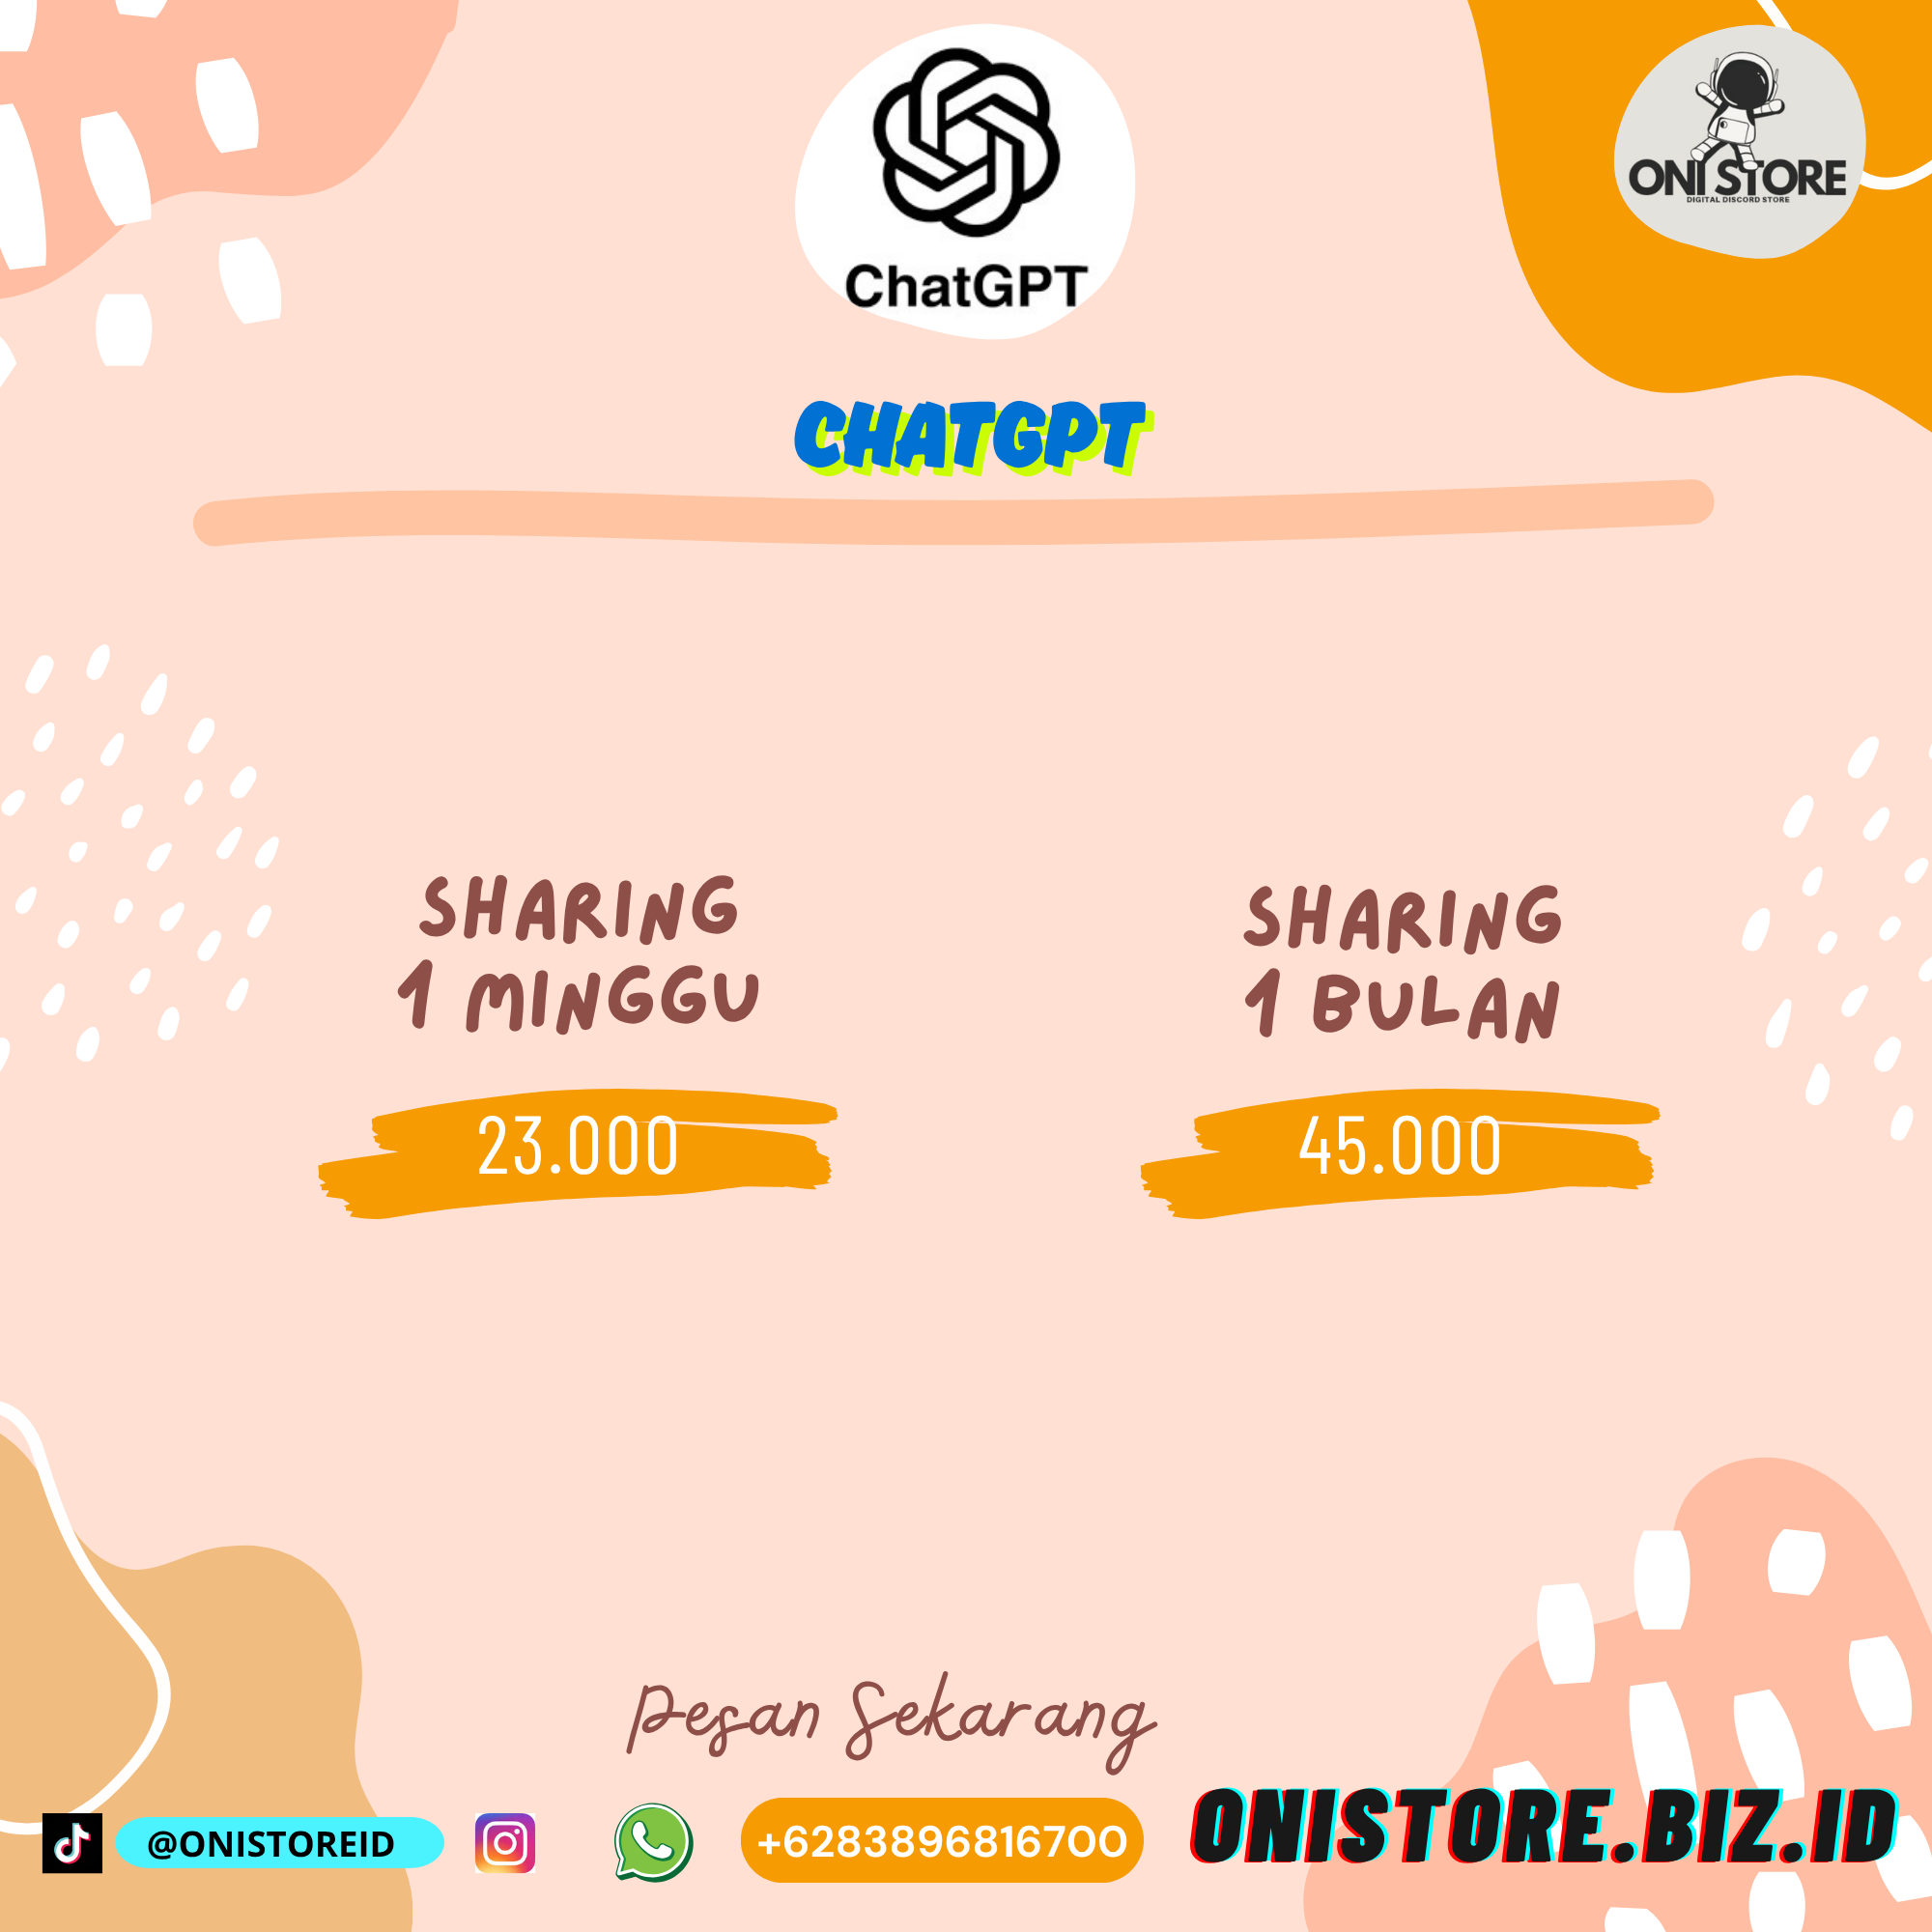 ChatGPT
ONI STORE
DIGITAL DISCORD STORE
CHATGPT
SHARING
1 MINGGU
23.000
SHARING
1 BULAN
45.000
Pesan Sekarang
@ONISTOREID
+6283896816700
ONISTORE.BIZ.ID